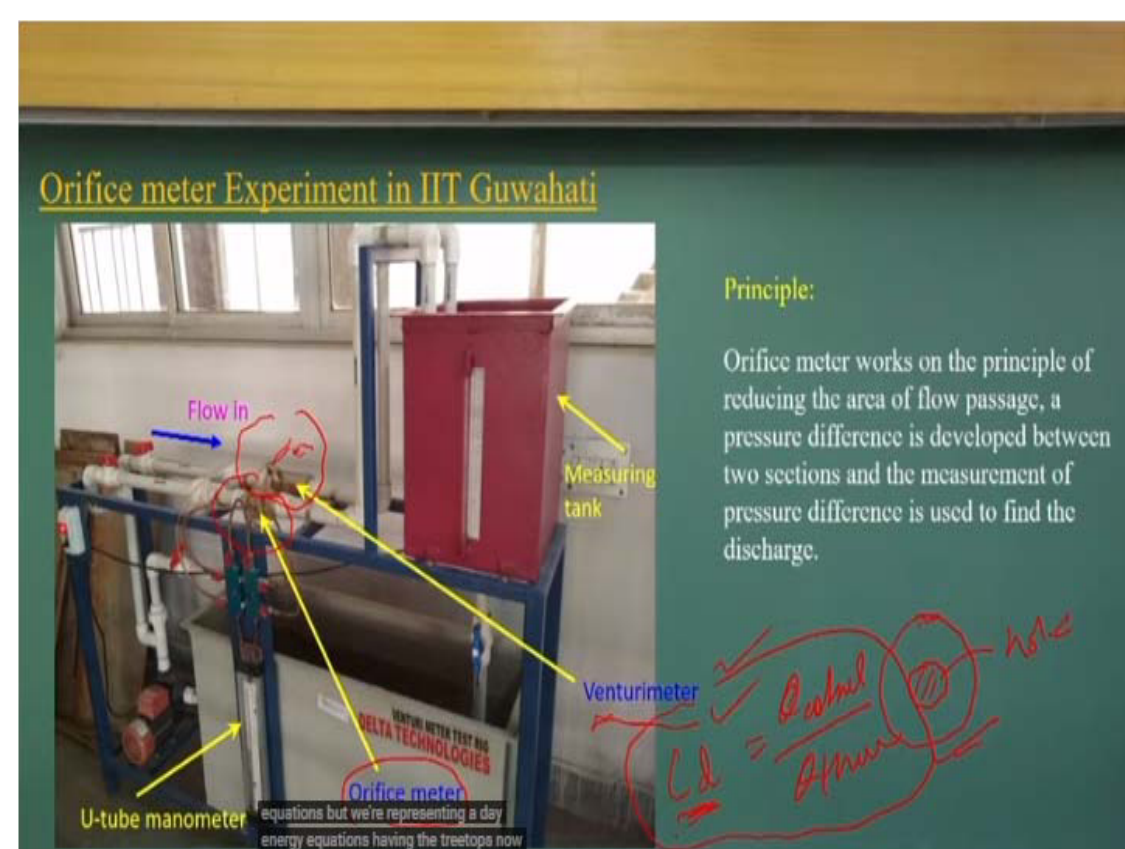 Orifice meter Experiment in IIT Guwahati
Flow in
Principle:
Orifice meter works on the principle of
reducing the area of flow passage, a
pressure difference is developed between
two sections and the measurement of
pressure difference is used to find the
discharge.
Measuring
tank
hole
Venturimeter
Cd =
VENTURI METER TEST RIG
DELTA TECHNOLOGIES
Orifice meter
U-tube manometer
equations but we're representing a day
energy equations having the treetops now